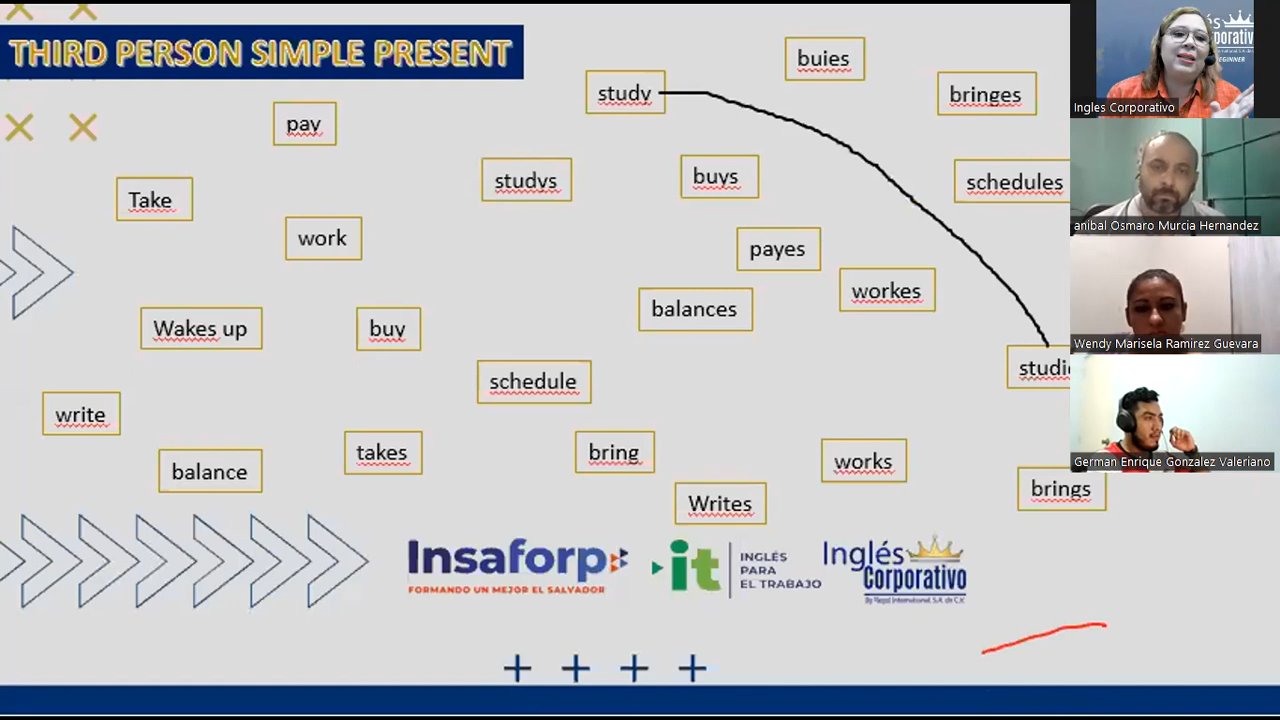 THIRD PERSON SIMPLE PRESENT
buies
study
bringes
pay
studys
buys
schedules
Take
work
payes
workes
balances
Wakes up
buy
studie
schedule
write
takes
bring
works
balance
Writes
brings
Insaforp
FORMANDO UN MEJOR EL SALVADOR
it
INGLÉS
PARA
EL TRABAJO
Inglés
Corporativo
Ingles Corporativo
anibal Osmaro Murcia Hernandez
Wendy Marisela Ramirez Guevara
German Enrique Gonzalez Valeriano